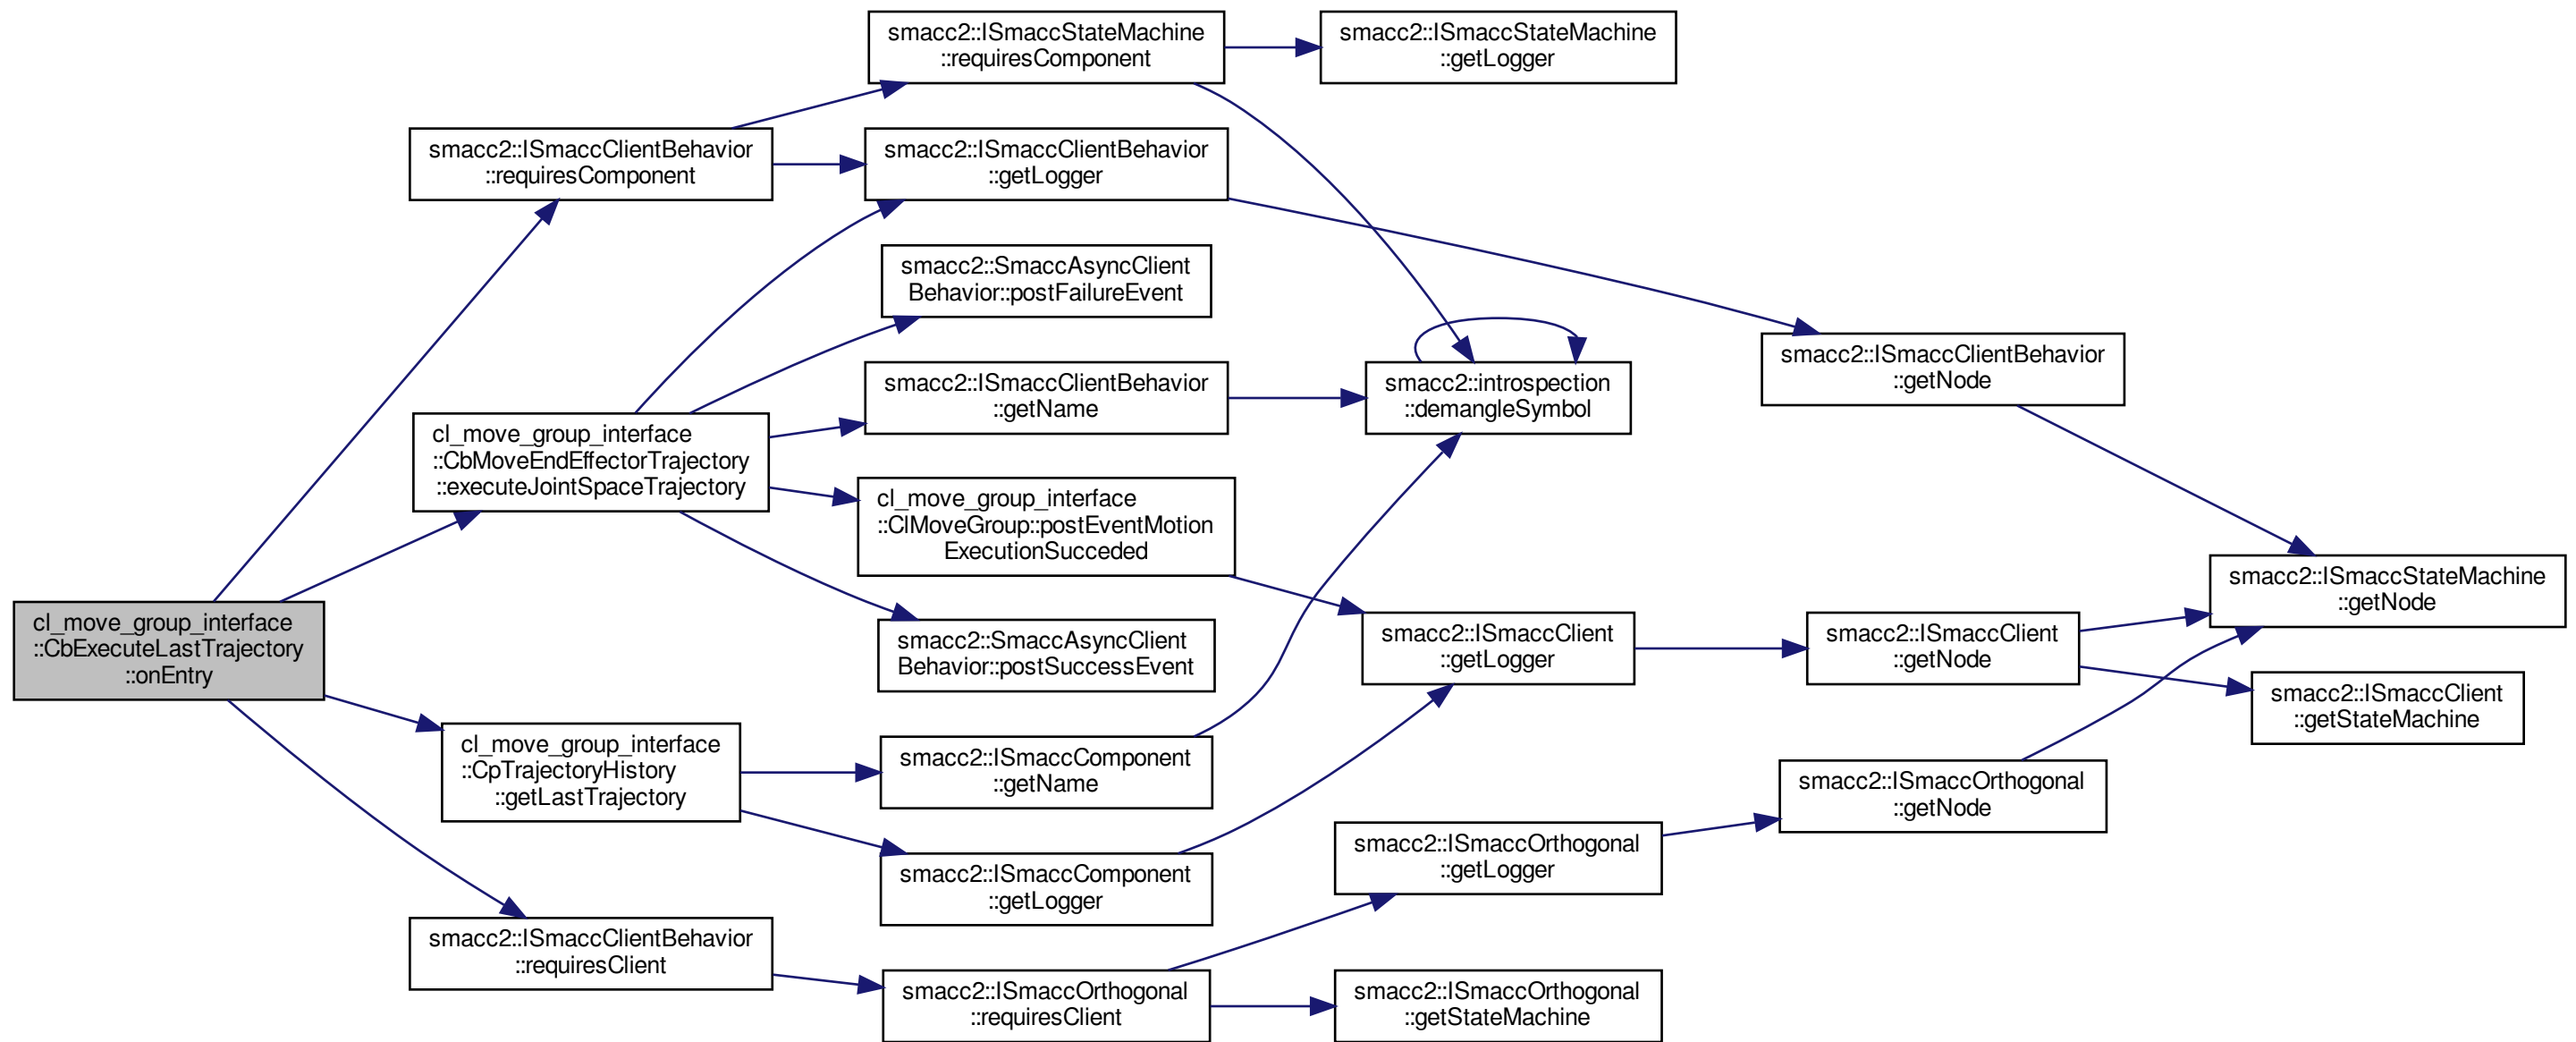 smacc2::ISmaccStateMachine
::requiresComponent
smacc2::ISmaccStateMachine
::getLogger
smacc2::ISmaccClientBehavior
::requiresComponent
smacc2::ISmaccClientBehavior
::getLogger
smacc2::SmaccAsyncClient
Behavior::postFailureEvent
smacc2::ISmaccClientBehavior
::getName
smacc2::introspection
::demangleSymbol
smacc2::ISmaccClientBehavior
::getNode
cl_move_group_interface
::CbMoveEndEffectorTrajectory
::executeJointSpaceTrajectory
cl_move_group_interface
::ClMoveGroup::postEventMotion
ExecutionSucceded
smacc2::ISmaccStateMachine
::getNode
cl_move_group_interface
::CbExecuteLastTrajectory
::onEntry
smacc2::SmaccAsyncClient
Behavior::postSuccessEvent
smacc2::ISmaccClient
::getLogger
smacc2::ISmaccClient
::getNode
smacc2::ISmaccClient
::getStateMachine
cl_move_group_interface
::CpTrajectoryHistory
::getLastTrajectory
smacc2::ISmaccComponent
::getName
smacc2::ISmaccOrthogonal
::getNode
smacc2::ISmaccComponent
::getLogger
smacc2::ISmaccOrthogonal
::getLogger
smacc2::ISmaccClientBehavior
::requiresClient
smacc2::ISmaccOrthogonal
::requiresClient
smacc2::ISmaccOrthogonal
::getStateMachine